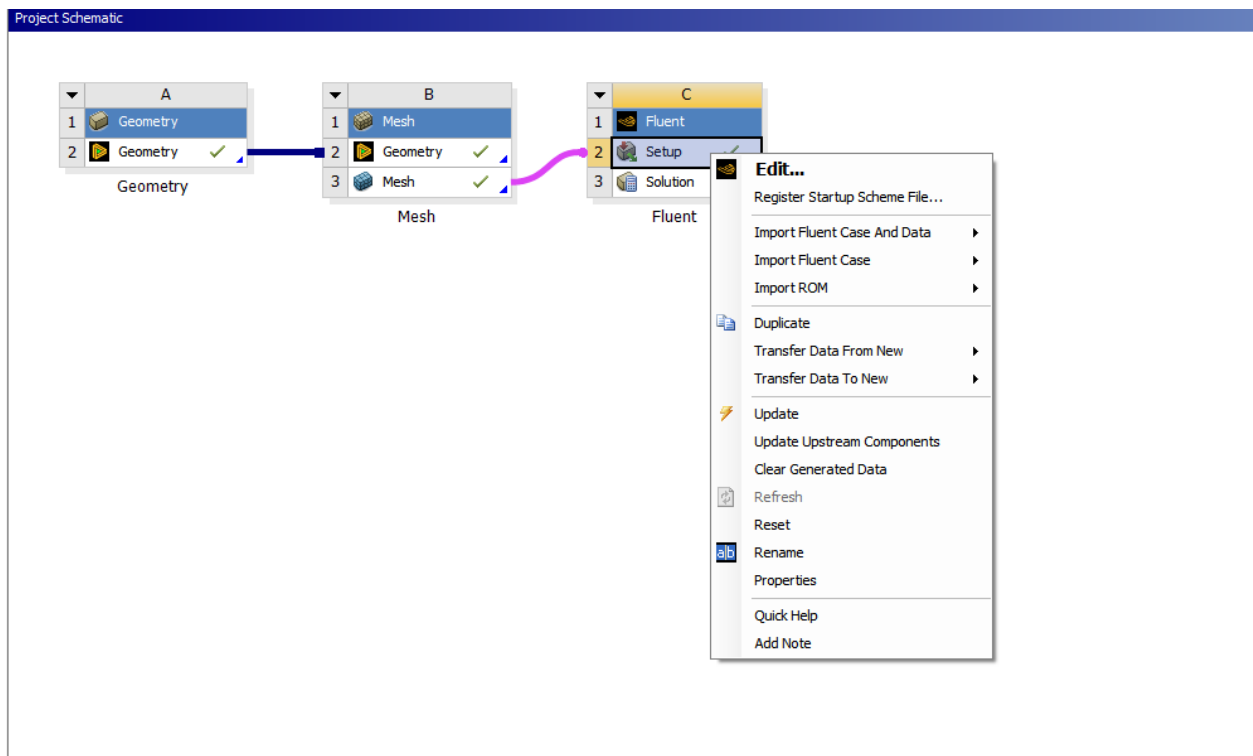 Project Schematic
A
1 Geometry
2 Geometry
Geometry
B
1 Mesh
2 Geometry
3 Mesh
Mesh
C
1 Fluent
2 Setup
3 Solution
Fluent
Edit...
Register Startup Scheme File...
Import Fluent Case And Data
Import Fluent Case
Import ROM
Duplicate
Transfer Data From New
Transfer Data To New
Update
Update Upstream Components
Clear Generated Data
Refresh
Reset
a|b Rename
Properties
Quick Help
Add Note